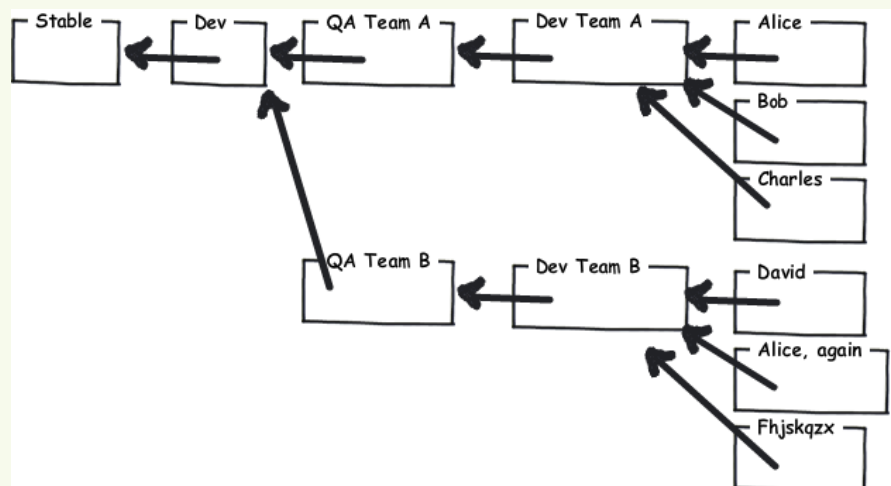 Stable
Dev
QA Team A
Dev Team A
Alice
Bob
Charles
QA Team B
Dev Team B
David
Alice, again
Fhjskqzx